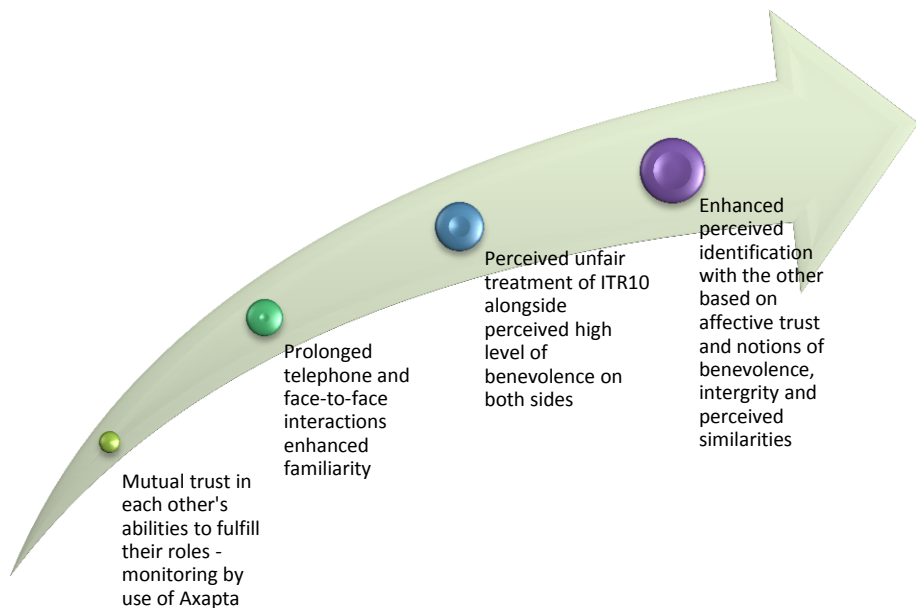 Mutual trust in
each other's
abilities to fulfill
their roles -
monitoring by
use of Axapta
Prolonged
telephone and
face-to-face
interactions
enhanced
familiarity
Perceived unfair
treatment of ITR10
alongside
perceived high
level of
benevolence on
both sides
Enhanced
perceived
identification
with the other
based on
affective trust
and notions of
benevolence,
intergrity and
perceived
similarities